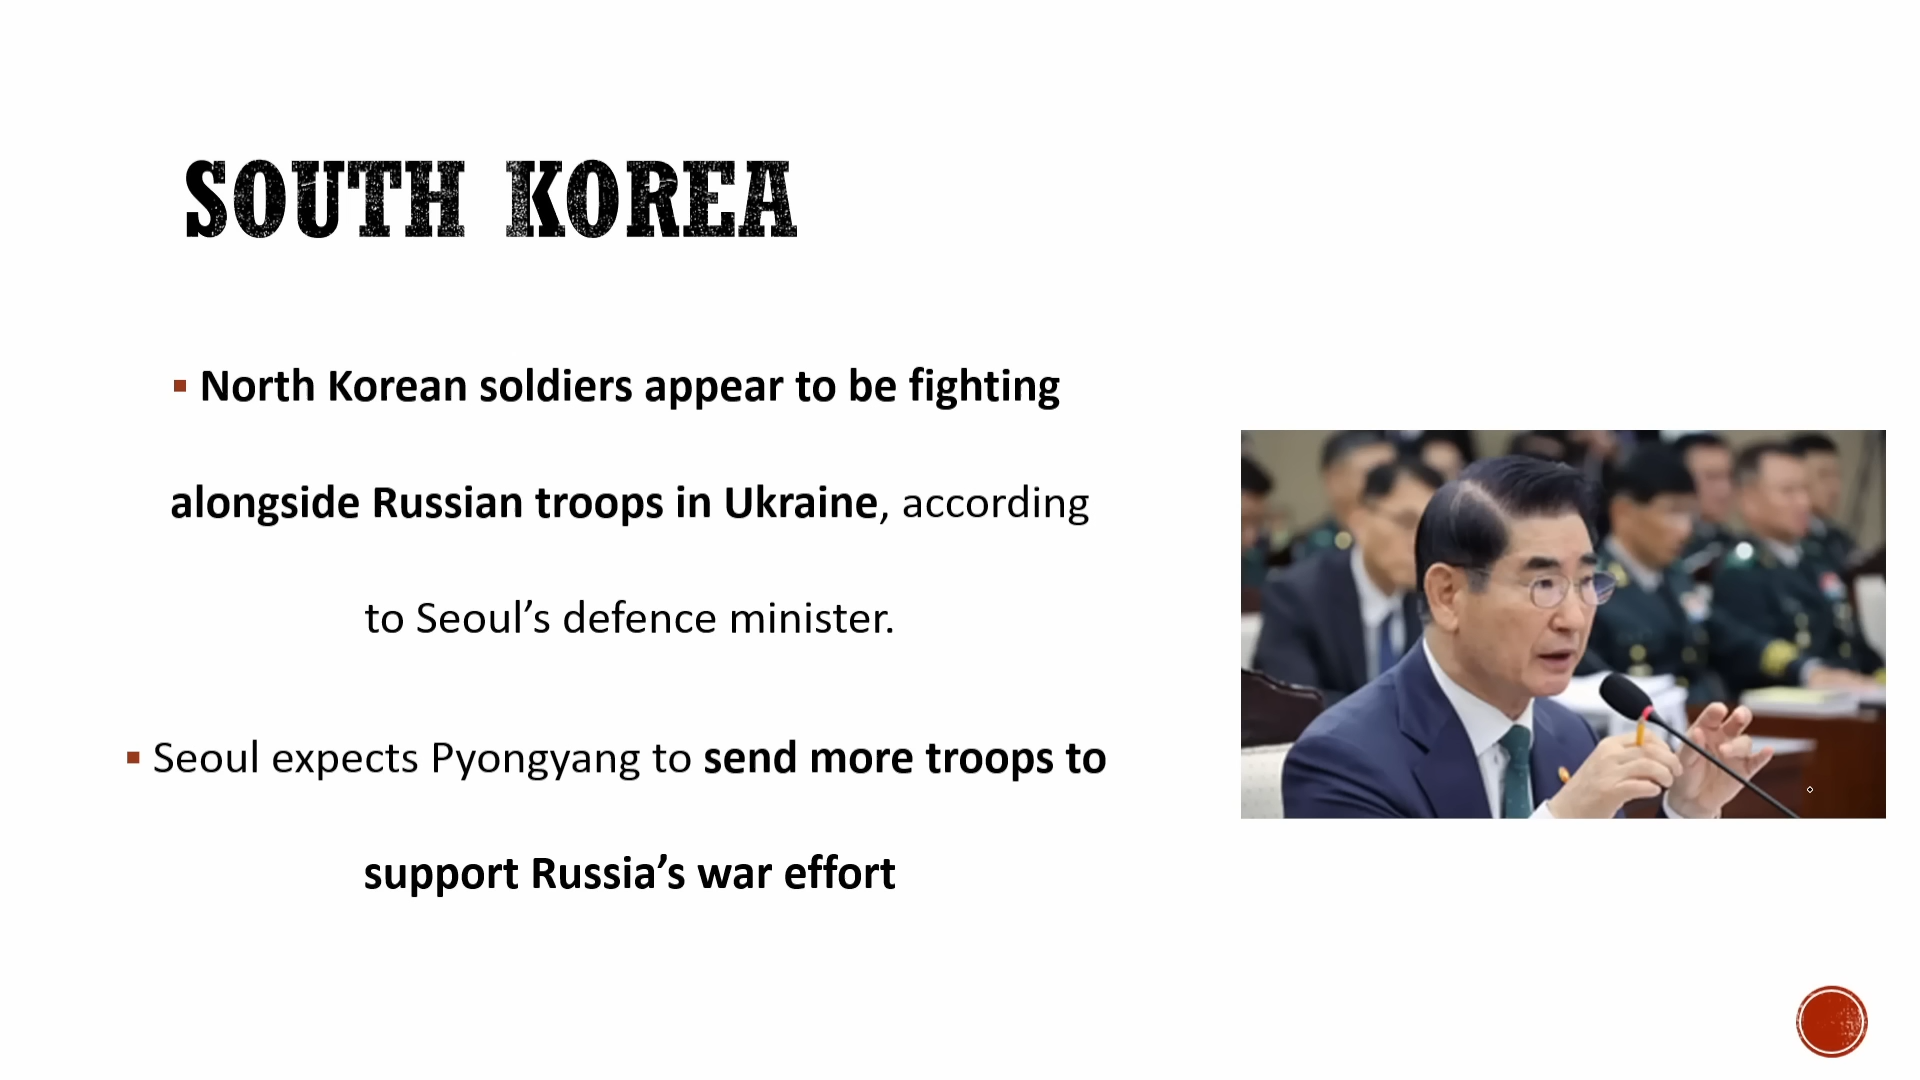 SOUTH KOREA
▪ North Korean soldiers appear to be fighting
alongside Russian troops in Ukraine, according
to Seoul’s defence minister.
▪ Seoul expects Pyongyang to send more troops to
support Russia’s war effort